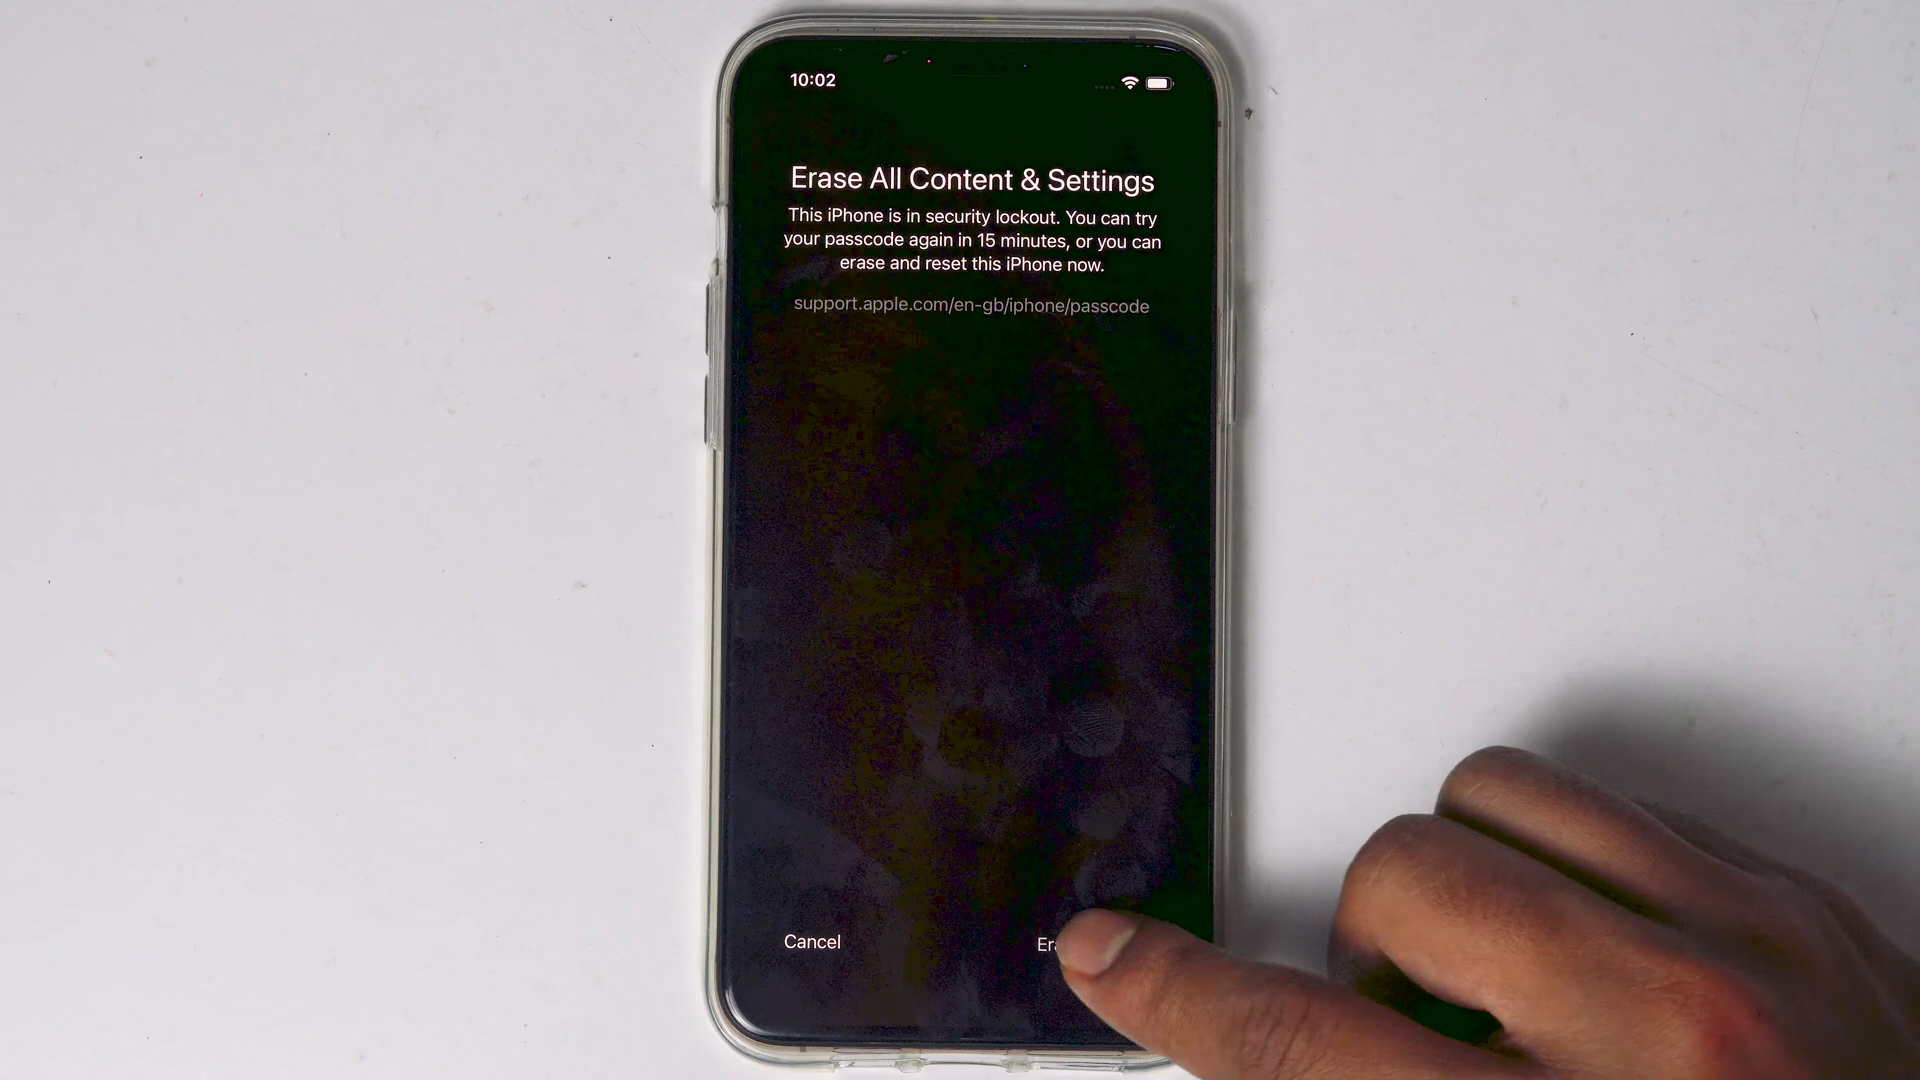 10:02
Erase All Content & Settings
This iPhone is in security lockout. You can try
your passcode again in 15 minutes, or you can
erase and reset this iPhone now.
support.apple.com/en-gb/iphone/passcode
Cancel